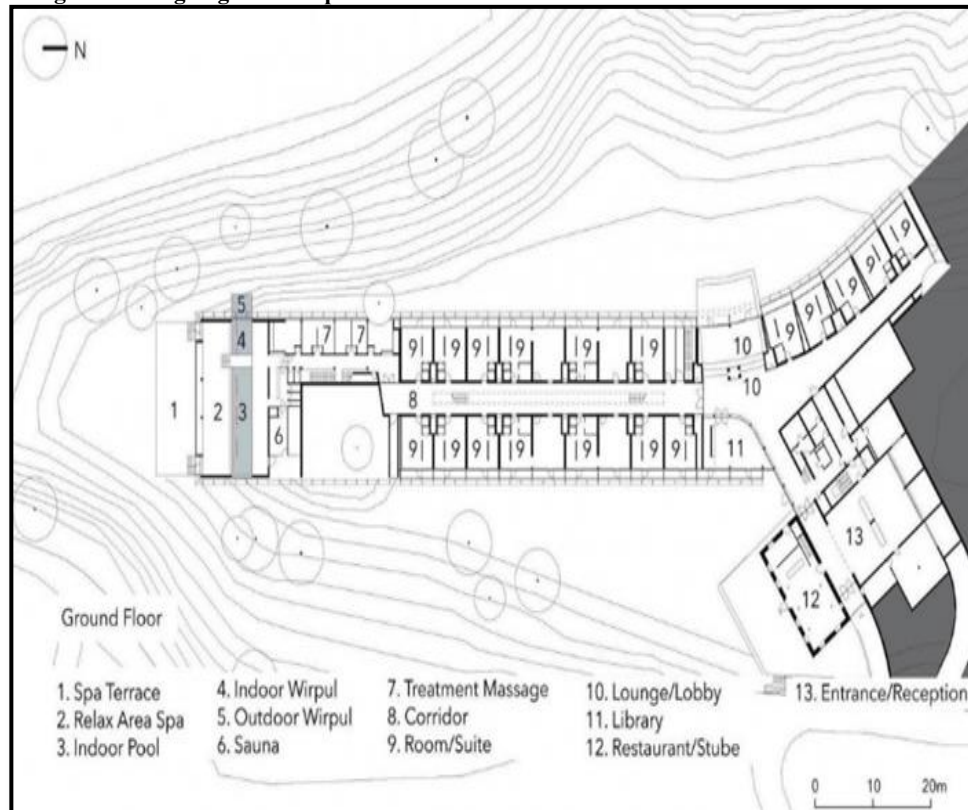 N
9
9
9
9
9
5
4 7 7 9 9 9 9 9 9 10
10
1 2 3 8
6 9 9 9 9 9 9 9 11
13
12
Ground Floor
1. Spa Terrace
2. Relax Area Spa
3. Indoor Pool
4. Indoor Wirpul
5. Outdoor Wirpul
6. Sauna
7. Treatment Massage
8. Corridor
9. Room/Suite
10. Lounge/Lobby
11. Library
12. Restaurant/Stube
13. Entrance/Reception
0 10 20m